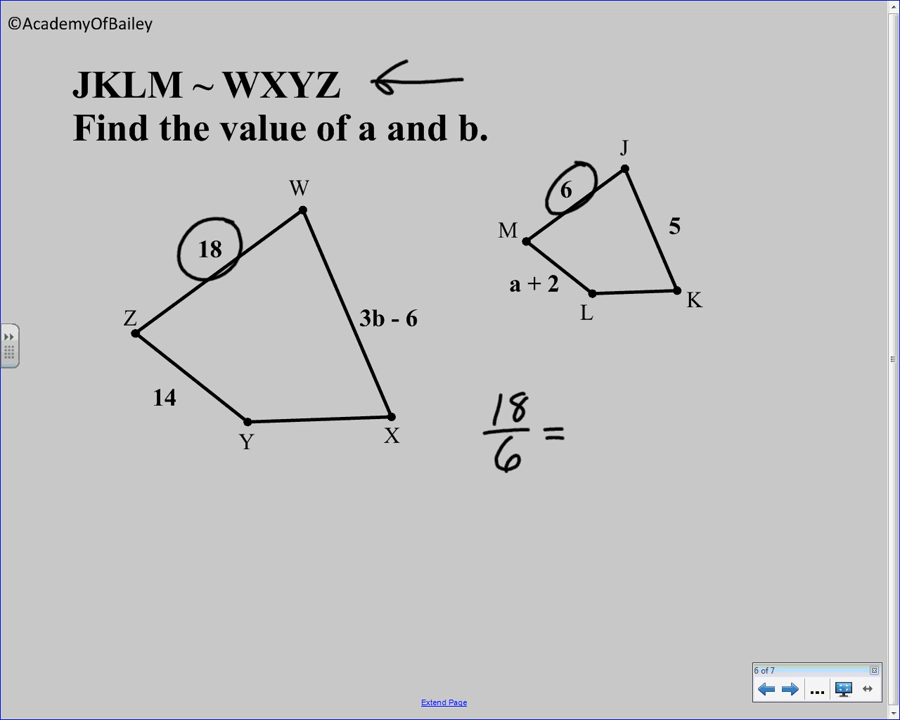 ©AcademyOfBailey
JKLM ~ WXYZ
Find the value of a and b.
J
W
6
18
M
5
a + 2
K
L
Z
3b - 6
14
Y
X
18
6
=
6 of 7
...
Extend Page